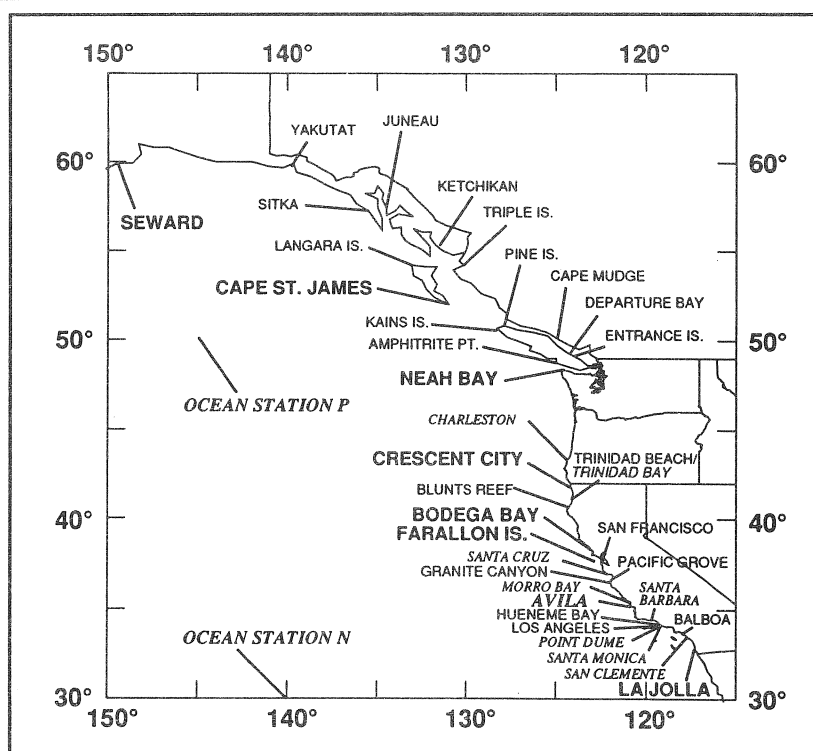 150° 140° 130° 120°
YAKUTAT
JUNEAU
60° 60°
KETCHIKAN
SITKA
TRIPLE IS.
SEWARD
LANGARA IS.
PINE IS.
CAPE MUDGE
CAPE ST. JAMES
DEPARTURE BAY
KAINS IS.
ENTRANCE IS.
50° 50°
AMPHITRITE PT.
NEAH BAY
OCEAN STATION P
CHARLESTON
CRESCENT CITY
TRINIDAD BEACH/
TRINIDAD BAY
BLUNTS REEF
40° 40°
BODEGA BAY
SAN FRANCISCO
FARALLON IS.
SANTA CRUZ
PACIFIC GROVE
GRANITE CANYON
MORRO BAY
SANTA
BARBARA
AVILA
HUENEME BAY
BALBOA
LOS ANGELES
OCEAN STATION N
POINT DUME
SANTA MONICA
SAN CLEMENTE
LA JOLLA
30° 30°
150° 140° 130° 120°